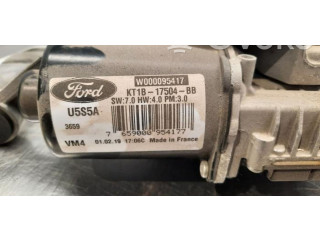 W000095417
Ford
KT1B-17504-BB
U5S5A
SW:7.0 HW:4.0 PM:3.0
3659
7 659000 954177
VM4
01.02.19 17:06C Made in France